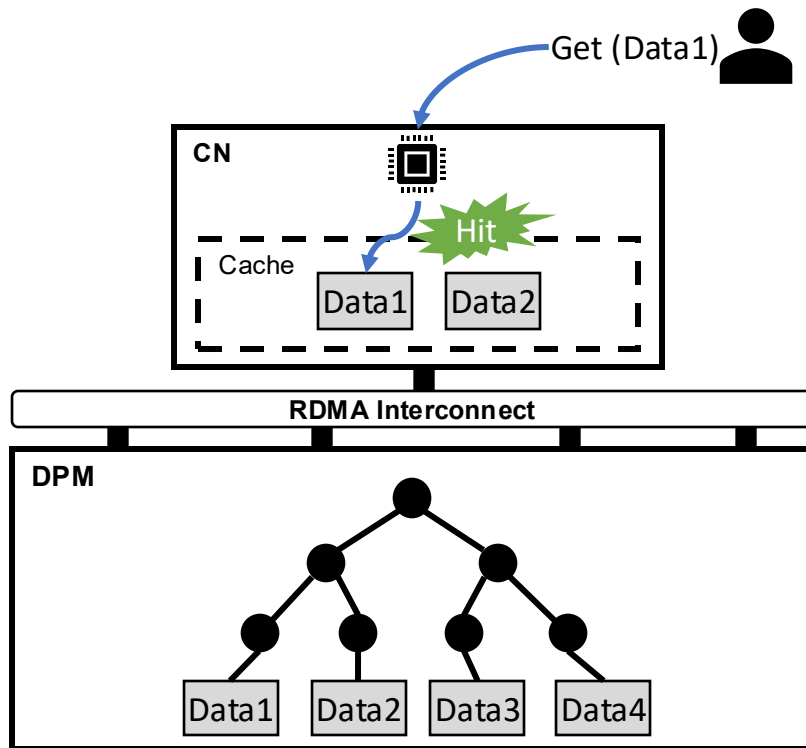 Get (Data1)
CN
Hit
Cache
Data1 Data2
RDMA Interconnect
DPM
Data1 Data2 Data3 Data4